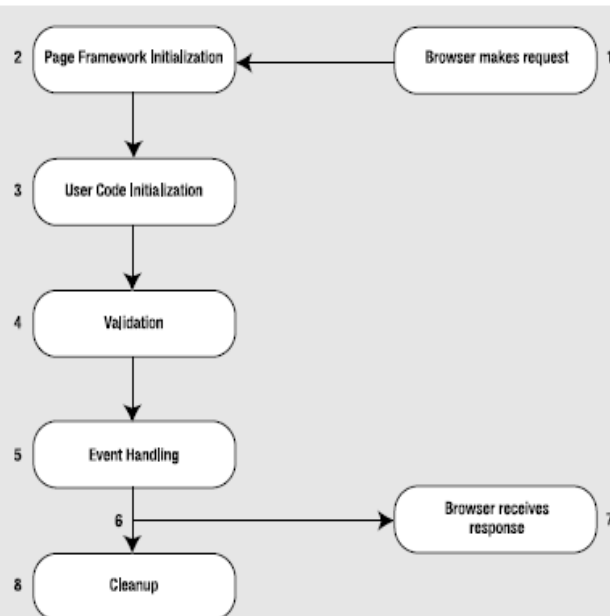 2 Page Framework Initialization Browser makes request 1
3 User Code Initialization
4 Validation
5 Event Handling
6 Browser receives
response 7
8 Cleanup